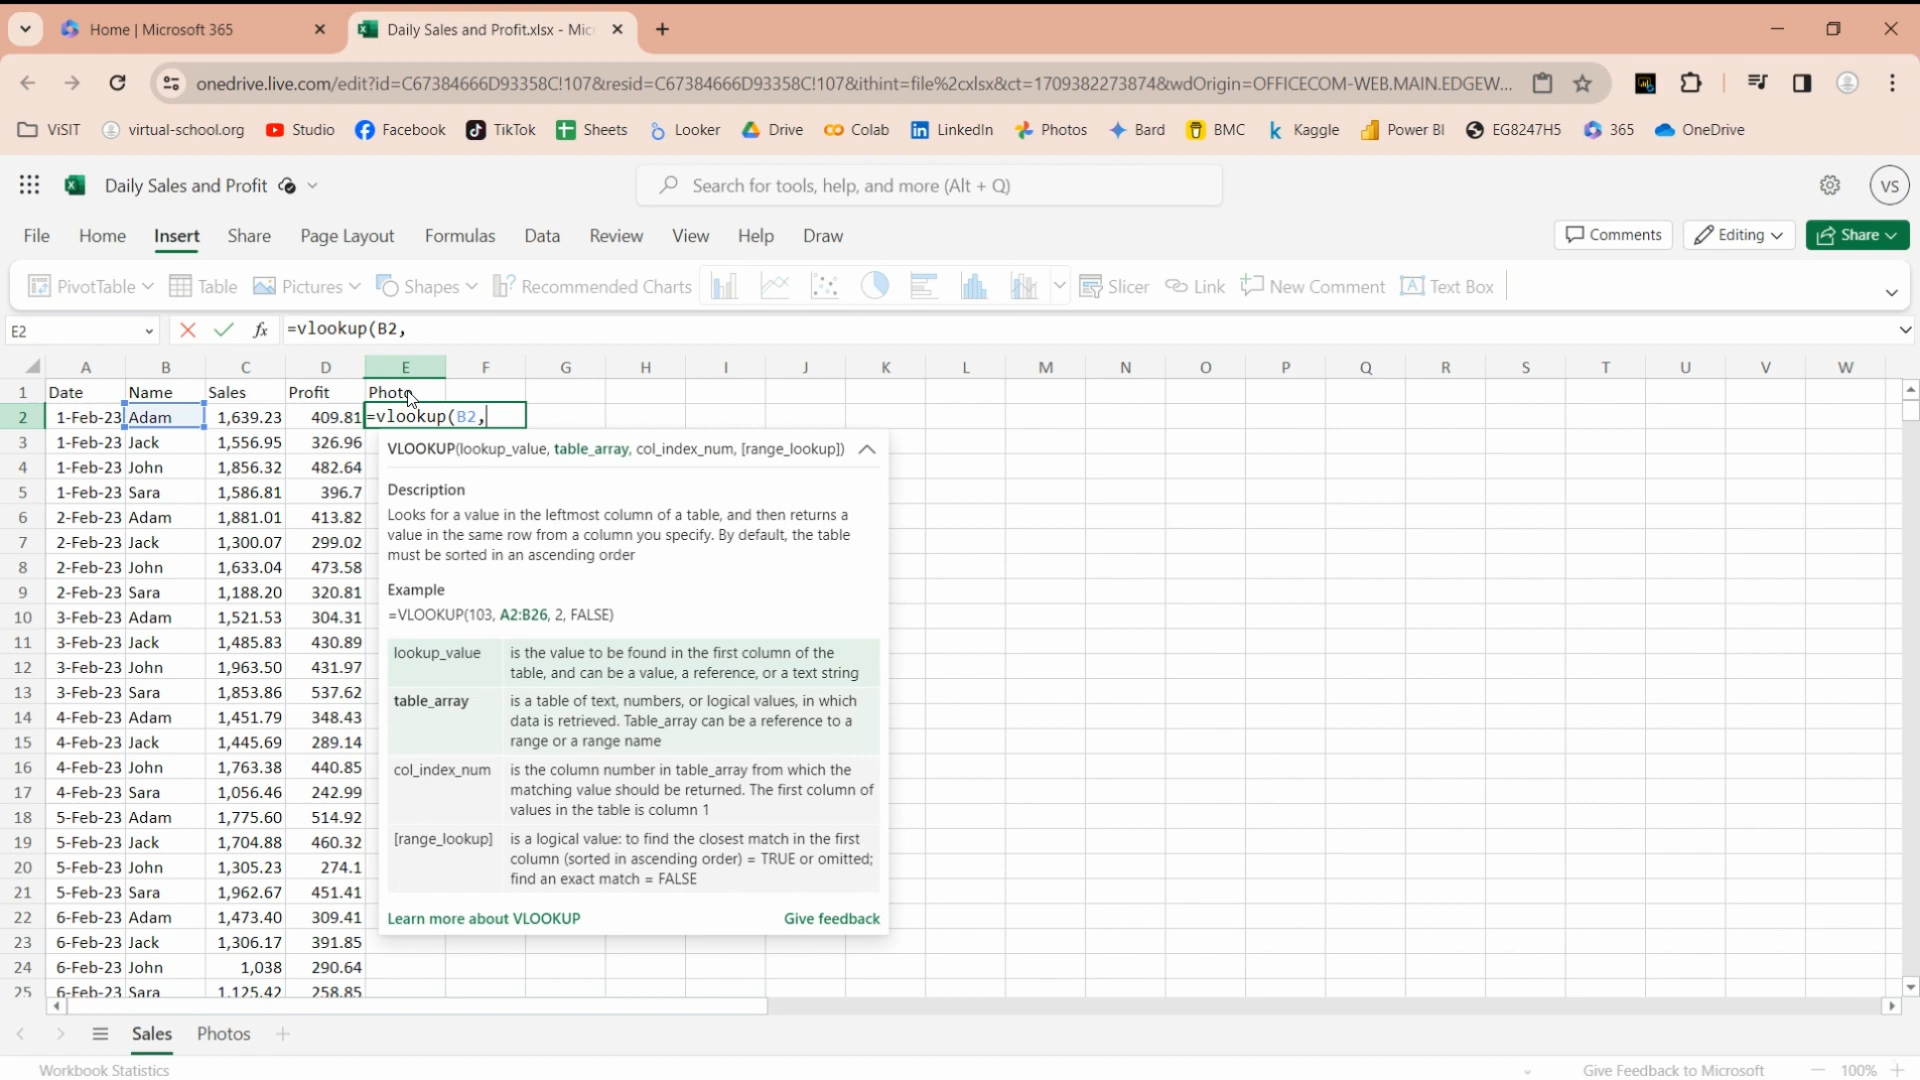 Home | Microsoft 365
Daily Sales and Profit.xlsx - Mic
onedrive.live.com/edit?id=C67384666D93358C!107&resid=C67384666D93358C!107&ithint=file%2cxlsx&ct=1709382273874&wdOrigin=OFFICECOM-WEB.MAIN.EDGEW...
ViSIT virtual-school.org Studio Facebook TikTok Sheets Looker Drive Colab LinkedIn Photos Bard BMC Kaggle Power BI EG8247H5 365 OneDrive
Daily Sales and Profit Search for tools, help, and more (Alt + Q) VS
File Home Insert Share Page Layout Formulas Data Review View Help Draw Comments Editing Share
PivotTable Table Pictures Shapes Recommended Charts Slicer Link New Comment Text Box
E2 fx =vlookup(B2,
A B C D E F G H I J K L M N O P Q R S T U V W
1 Date Name Sales Profit Photo
2 1-Feb-23 Adam 1,639.23 409.81 =vlookup(B2,
3 1-Feb-23 Jack 1,556.95 326.96
4 1-Feb-23 John 1,856.32 482.64
5 1-Feb-23 Sara 1,586.81 396.7
6 2-Feb-23 Adam 1,881.01 413.82
7 2-Feb-23 Jack 1,300.07 299.02
8 2-Feb-23 John 1,633.04 473.58
9 2-Feb-23 Sara 1,188.20 320.81
10 3-Feb-23 Adam 1,521.53 304.31
11 3-Feb-23 Jack 1,485.83 430.89
12 3-Feb-23 John 1,963.50 431.97
13 3-Feb-23 Sara 1,853.86 537.62
14 4-Feb-23 Adam 1,451.79 348.43
15 4-Feb-23 Jack 1,445.69 289.14
16 4-Feb-23 John 1,763.38 440.85
17 4-Feb-23 Sara 1,056.46 242.99
18 5-Feb-23 Adam 1,775.60 514.92
19 5-Feb-23 Jack 1,704.88 460.32
20 5-Feb-23 John 1,305.23 274.1
21 5-Feb-23 Sara 1,962.67 451.41
22 6-Feb-23 Adam 1,473.40 309.41
23 6-Feb-23 Jack 1,306.17 391.85
24 6-Feb-23 John 1,038 290.64
25 6-Feb-23 Sara 1,125.42 258.85
VLOOKUP(lookup_value, table_array, col_index_num, [range_lookup])
Description
Looks for a value in the leftmost column of a table, and then returns a
value in the same row from a column you specify. By default, the table
must be sorted in an ascending order
Example
=VLOOKUP(103, A2:B26, 2, FALSE)
lookup_value is the value to be found in the first column of the
table, and can be a value, a reference, or a text string
table_array is a table of text, numbers, or logical values, in which
data is retrieved. Table_array can be a reference to a
range or a range name
col_index_num is the column number in table_array from which the
matching value should be returned. The first column of
values in the table is column 1
[range_lookup] is a logical value: to find the closest match in the first
column (sorted in ascending order) = TRUE or omitted;
find an exact match = FALSE
Learn more about VLOOKUP Give feedback
Sales Photos
Workbook Statistics Give Feedback to Microsoft 100%